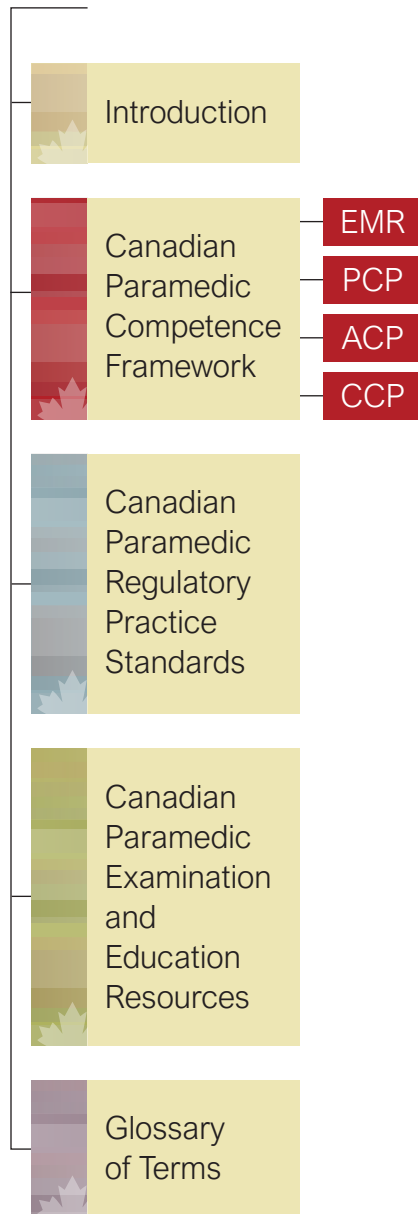 Introduction
Canadian
Paramedic
Competence
Framework
EMR
PCP
ACP
CCP
Canadian
Paramedic
Regulatory
Practice
Standards
Canadian
Paramedic
Examination
and
Education
Resources
Glossary
of Terms